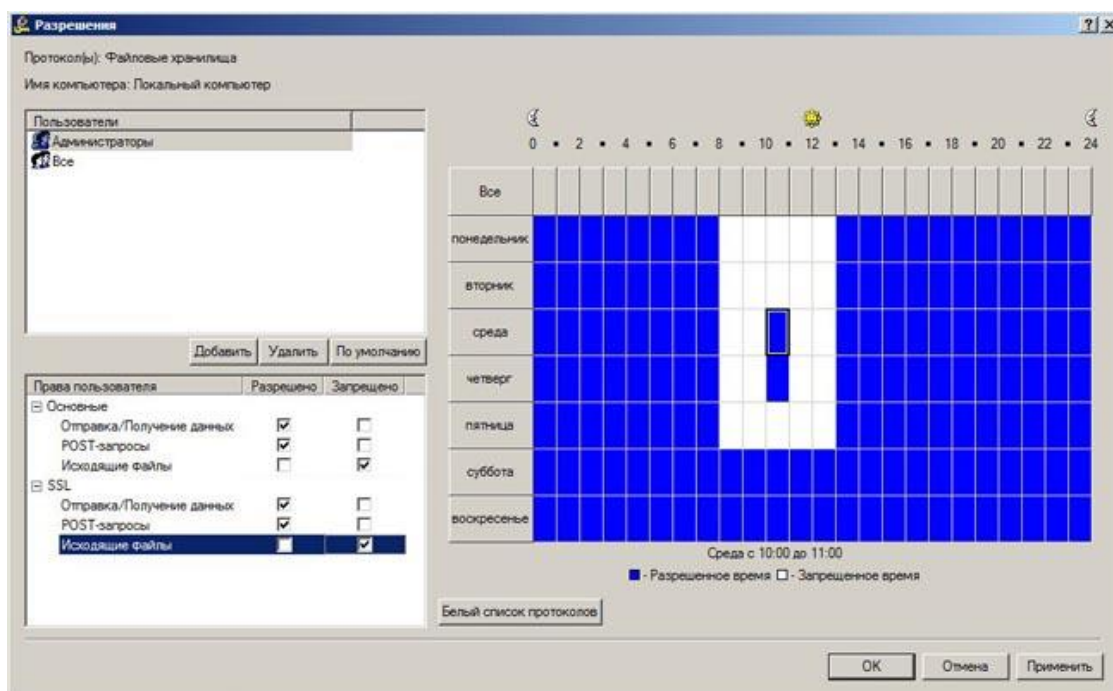 Разрешения
Протокол(ы): Файловые хранилища
Имя компьютера: Локальный компьютер
Пользователи
Администраторы
Все
Добавить Удалить По умолчанию
Права пользователя Разрешено Запрещено
Основные
Отправка/Получение данных
POST-запросы
Исходящие файлы
SSL
Отправка/Получение данных
POST-запросы
Исходящие файлы
0 • 2 • 4 • 6 • 8 • 10 • 12 • 14 • 16 • 18 • 20 • 22 • 24
Все
понедельник
вторник
среда
четверг
пятница
суббота
воскресенье
Среда с 10:00 до 11:00
- Разрешенное время - Запрещенное время
Белый список протоколов
OK Отмена Применить